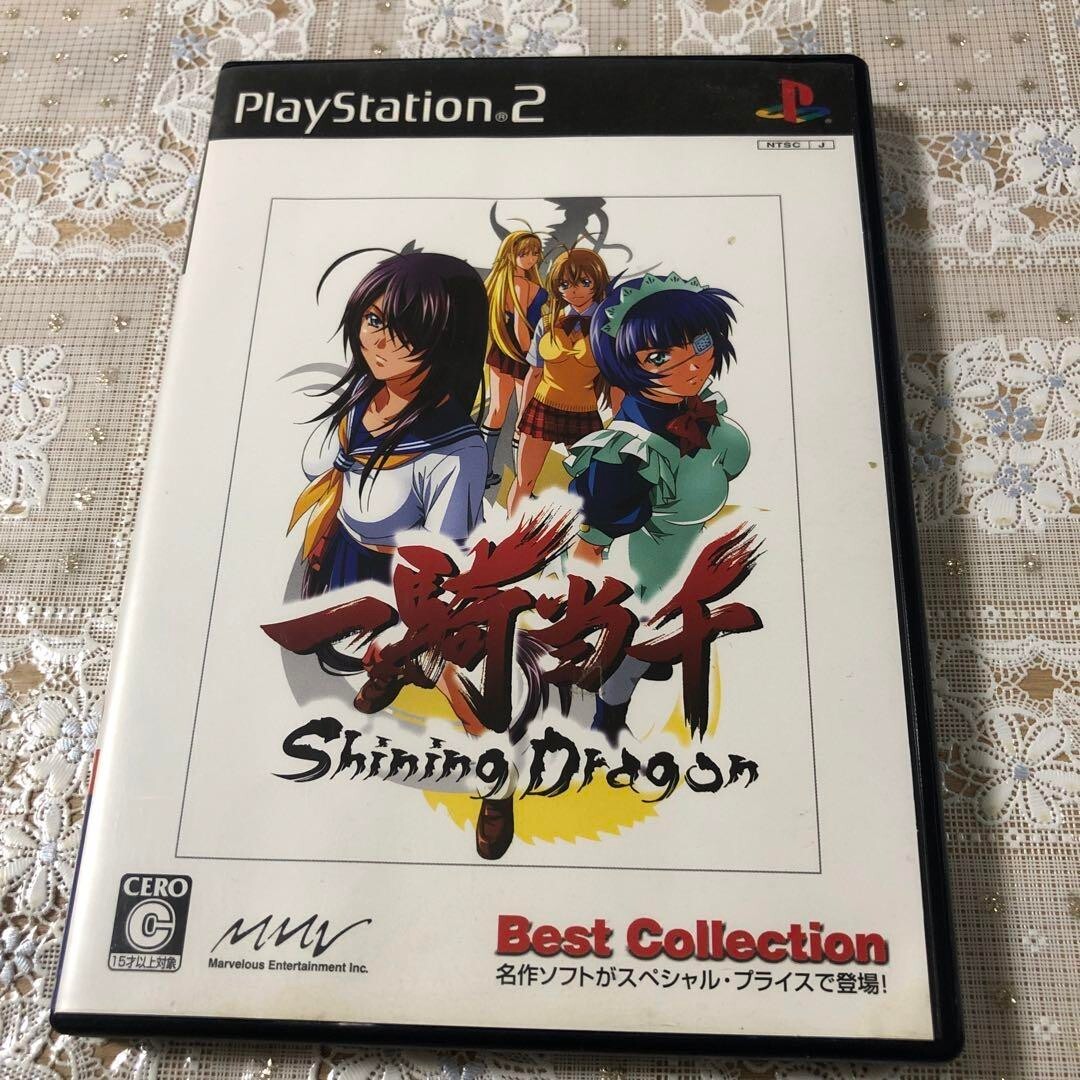 PlayStation®2
NTSC J
一騎当千
Shining Dragon
CERO
C
15才以上対象
MMV
Marvelous Entertainment Inc.
Best Collection
名作ソフトがスペシャル・プライスで登場!